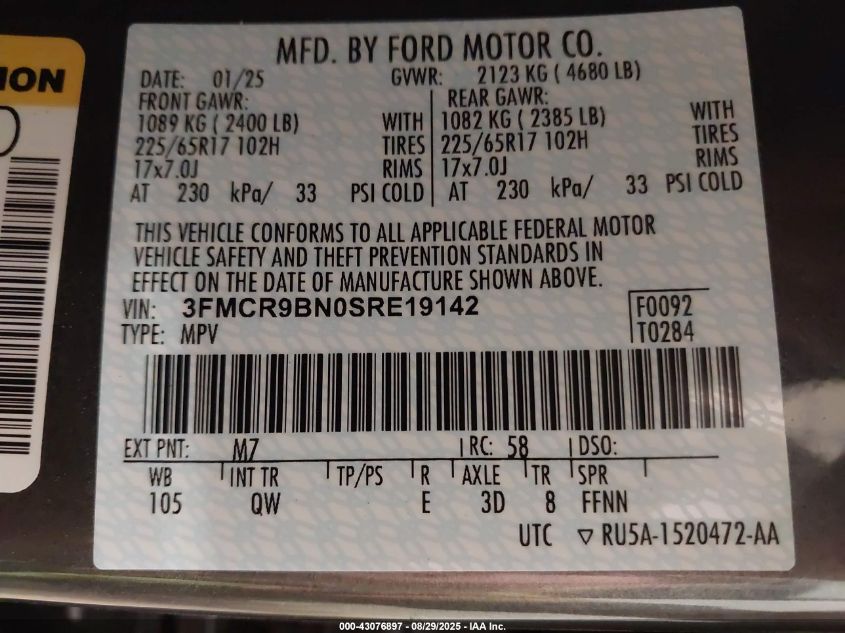 ION
MFD. BY FORD MOTOR CO.
DATE: 01/25 GVWR: 2123 KG ( 4680 LB)
FRONT GAWR: REAR GAWR:
1089 KG ( 2400 LB) WITH 1082 KG ( 2385 LB) WITH
225/65R17 102H TIRES 225/65R17 102H TIRES
17x7.0J RIMS 17x7.0J RIMS
AT 230 kPa/ 33 PSI COLD AT 230 kPa/ 33 PSI COLD
THIS VEHICLE CONFORMS TO ALL APPLICABLE FEDERAL MOTOR
VEHICLE SAFETY AND THEFT PREVENTION STANDARDS IN
EFFECT ON THE DATE OF MANUFACTURE SHOWN ABOVE.
VIN: 3FMCR9BN0SRE19142 F0092
TYPE: MPV T0284
EXT PNT: M7 RC: 58 DSO:
WB INT TR TP/PS R AXLE TR SPR
105 QW E 3D 8 FFNN
UTC ▽ RU5A-1520472-AA
000-43076897 - 08/29/2025 - IAA Inc.